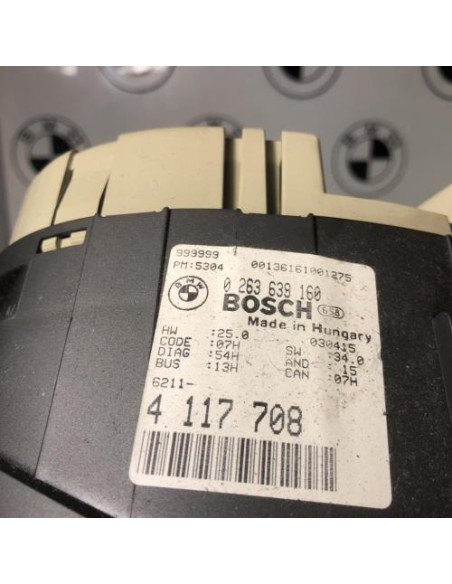 999999
PM:5304 00136161001275
BMW 0 263 639 160
BOSCH
Made in Hungary
HW :25.0 030415
CODE :07H SW :34.0
DIAG :54H AND : 15
BUS :13H CAN :07H
6211-
4 117 708